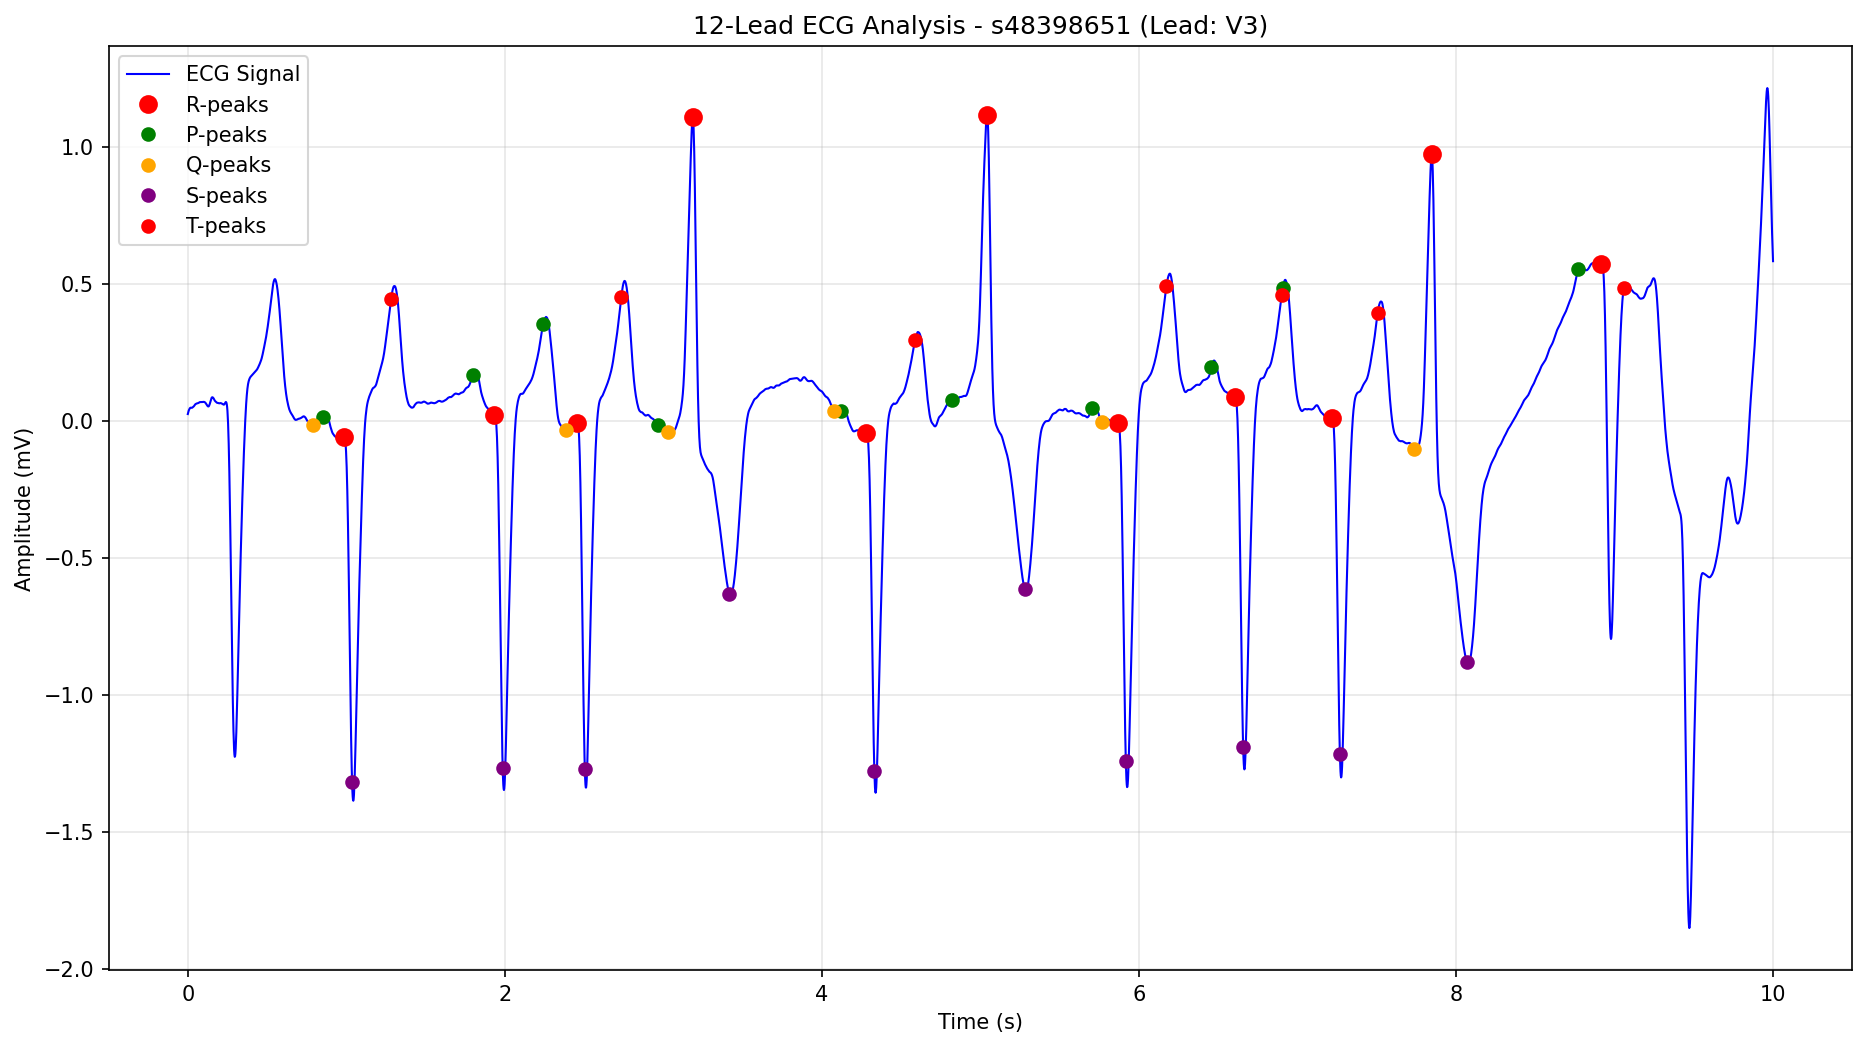 12-Lead ECG Analysis - s48398651 (Lead: V3)
ECG Signal
R-peaks
P-peaks
Q-peaks
S-peaks
T-peaks
Amplitude (mV)
1.0
0.5
0.0
−0.5
−1.0
−1.5
−2.0
0 2 4 6 8 10
Time (s)